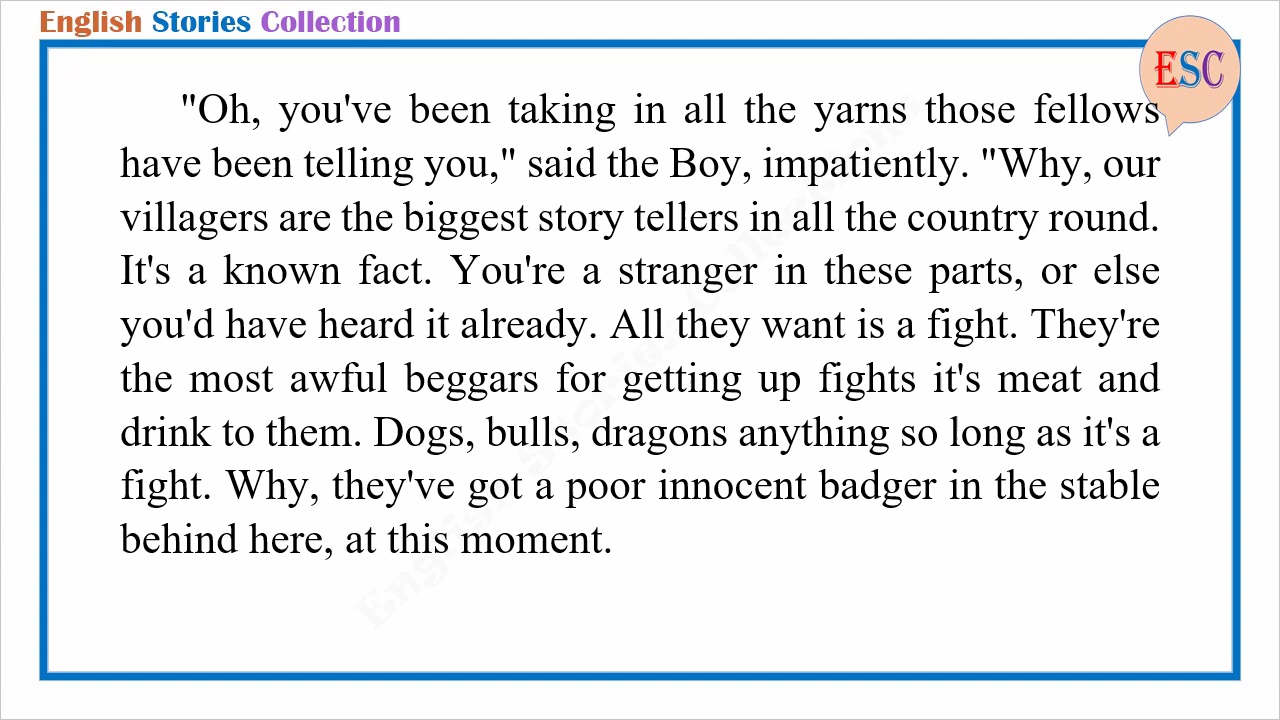 English Stories Collection
ESC
"Oh, you've been taking in all the yarns those fellows
have been telling you," said the Boy, impatiently. "Why, our
villagers are the biggest story tellers in all the country round.
It's a known fact. You're a stranger in these parts, or else
you'd have heard it already. All they want is a fight. They're
the most awful beggars for getting up fights it's meat and
drink to them. Dogs, bulls, dragons anything so long as it's a
fight. Why, they've got a poor innocent badger in the stable
behind here, at this moment.
English Stories Collections